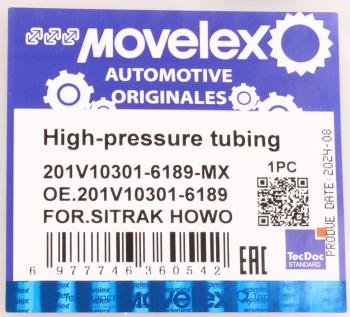 MOVELEX
AUTOMOTIVE
ORIGINALES
High-pressure tubing
201V10301-6189-MX
OE.201V10301-6189
FOR.SITRAK HOWO
1PC
PRODUE DATE:2024-08
6 977746 360542
EAC
TecDoc
STANDARD
MOVELEX